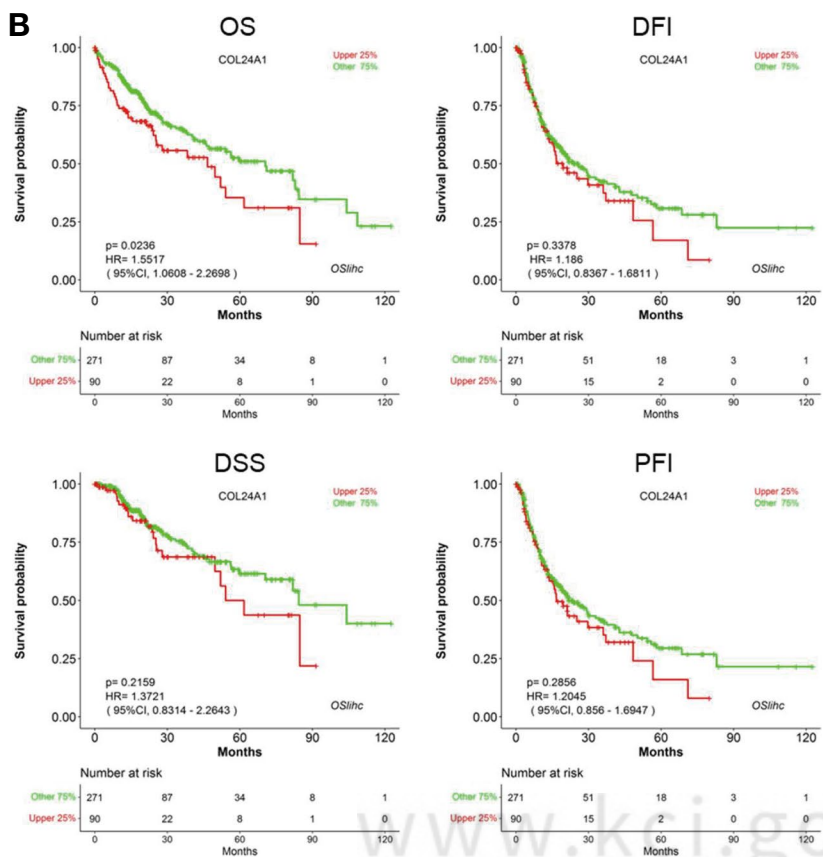 B
OS
COL24A1
Upper 25%
Other 75%
Survival probability
1.00
0.75
0.50
0.25
0.00
p= 0.0236
HR= 1.5517
( 95%CI, 1.0608 - 2.2698 )
OSlihc
0 30 60 90 120
Months
Number at risk
Other 75% 271 87 34 8 1
Upper 25% 90 22 8 1 0
0 30 60 90 120
Months
DFI
COL24A1
Upper 25%
Other 75%
Survival probability
1.00
0.75
0.50
0.25
0.00
p= 0.3378
HR= 1.186
( 95%CI, 0.8367 - 1.6811 )
OSlihc
0 30 60 90 120
Months
Number at risk
Other 75% 271 51 18 3 1
Upper 25% 90 15 2 0 0
0 30 60 90 120
Months
DSS
COL24A1
Upper 25%
Other 75%
Survival probability
1.00
0.75
0.50
0.25
0.00
p= 0.2159
HR= 1.3721
( 95%CI, 0.8314 - 2.2643 )
OSlihc
0 30 60 90 120
Months
Number at risk
Other 75% 271 87 34 8 1
Upper 25% 90 22 8 1 0
0 30 60 90 120
Months
PFI
COL24A1
Upper 25%
Other 75%
Survival probability
1.00
0.75
0.50
0.25
0.00
p= 0.2856
HR= 1.2045
( 95%CI, 0.856 - 1.6947 )
OSlihc
0 30 60 90 120
Months
Number at risk
Other 75% 271 51 18 3 1
Upper 25% 90 15 2 0 0
0 30 60 90 120
Months
www.kci.go